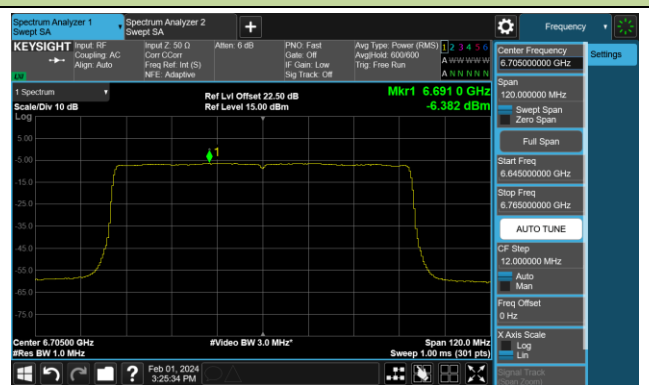 Spectrum Analyzer 1
Swept SA
Spectrum Analyzer 2
Swept SA
+
Frequency
KEYSIGHT
Input: RF
Coupling: AC
Align: Auto
Input Z: 50 Ω
Corr CCorr
Freq Ref: Int (S)
NFE: Adaptive
Atten: 6 dB
PNO: Fast
Gate: Off
IF Gain: Low
Sig Track: Off
Avg Type: Power (RMS)
Avg|Hold: 600/600
Trig: Free Run
1 2 3 4 5 6
A W W W W W
A N N N N N
LW
1 Spectrum
Scale/Div 10 dB
Log
Ref Lvl Offset 22.50 dB
Ref Level 15.00 dBm
Mkr1 6.691 0 GHz
-6.382 dBm
1
5.00
-5.00
-15.0
-25.0
-35.0
-45.0
-55.0
-65.0
-75.0
Center 6.70500 GHz
#Res BW 1.0 MHz
#Video BW 3.0 MHz*
Span 120.0 MHz
Sweep 1.00 ms (301 pts)
Feb 01, 2024
3:25:34 PM
Center Frequency
6.705000000 GHz
Settings
Span
120.000000 MHz
Swept Span
Zero Span
Full Span
Start Freq
6.645000000 GHz
Stop Freq
6.765000000 GHz
AUTO TUNE
CF Step
12.000000 MHz
Auto
Man
Freq Offset
0 Hz
X Axis Scale
Log
Lin
Signal Track
(Span Zoom)